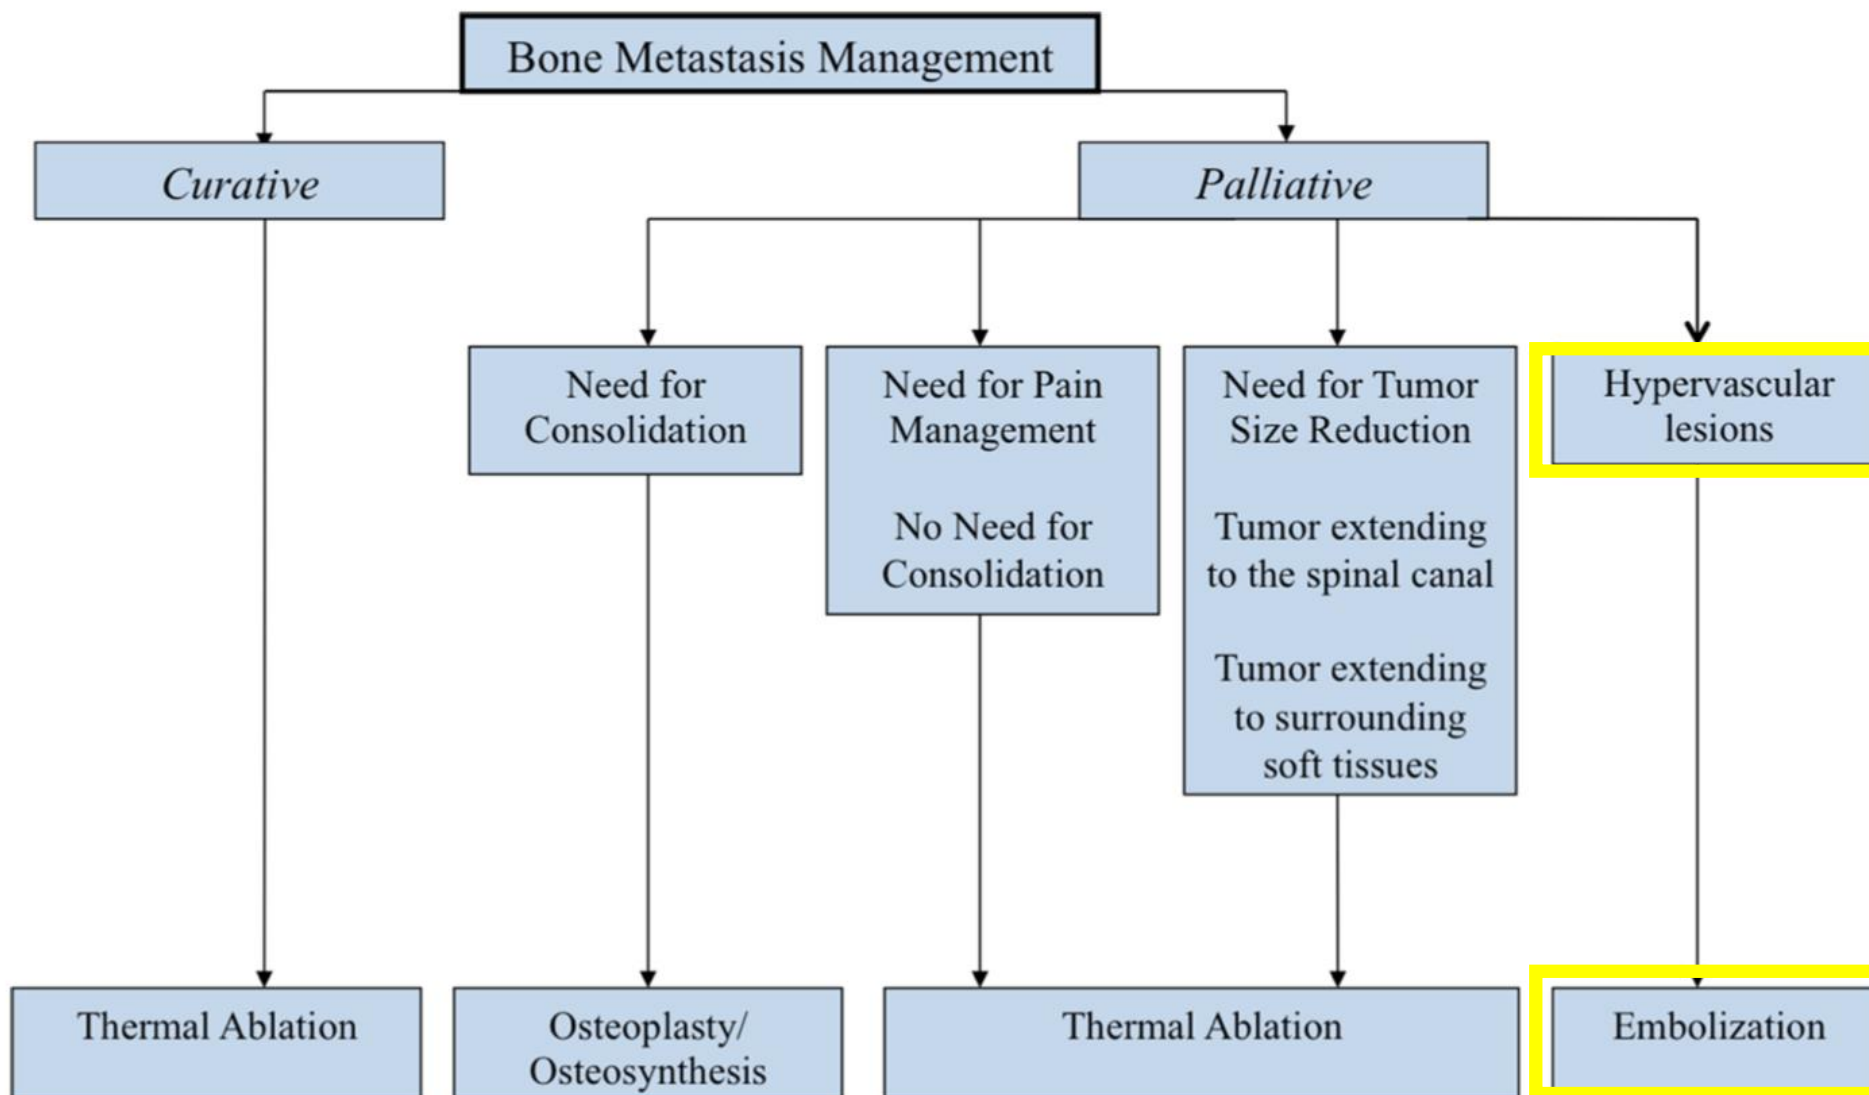 Bone Metastasis Management
Curative
Palliative
Need for
Consolidation
Need for Pain
Management
No Need for
Consolidation
Need for Tumor
Size Reduction
Tumor extending
to the spinal canal
Tumor extending
to surrounding
soft tissues
Hypervascular
lesions
Thermal Ablation
Osteoplasty/
Osteosynthesis
Thermal Ablation
Embolization